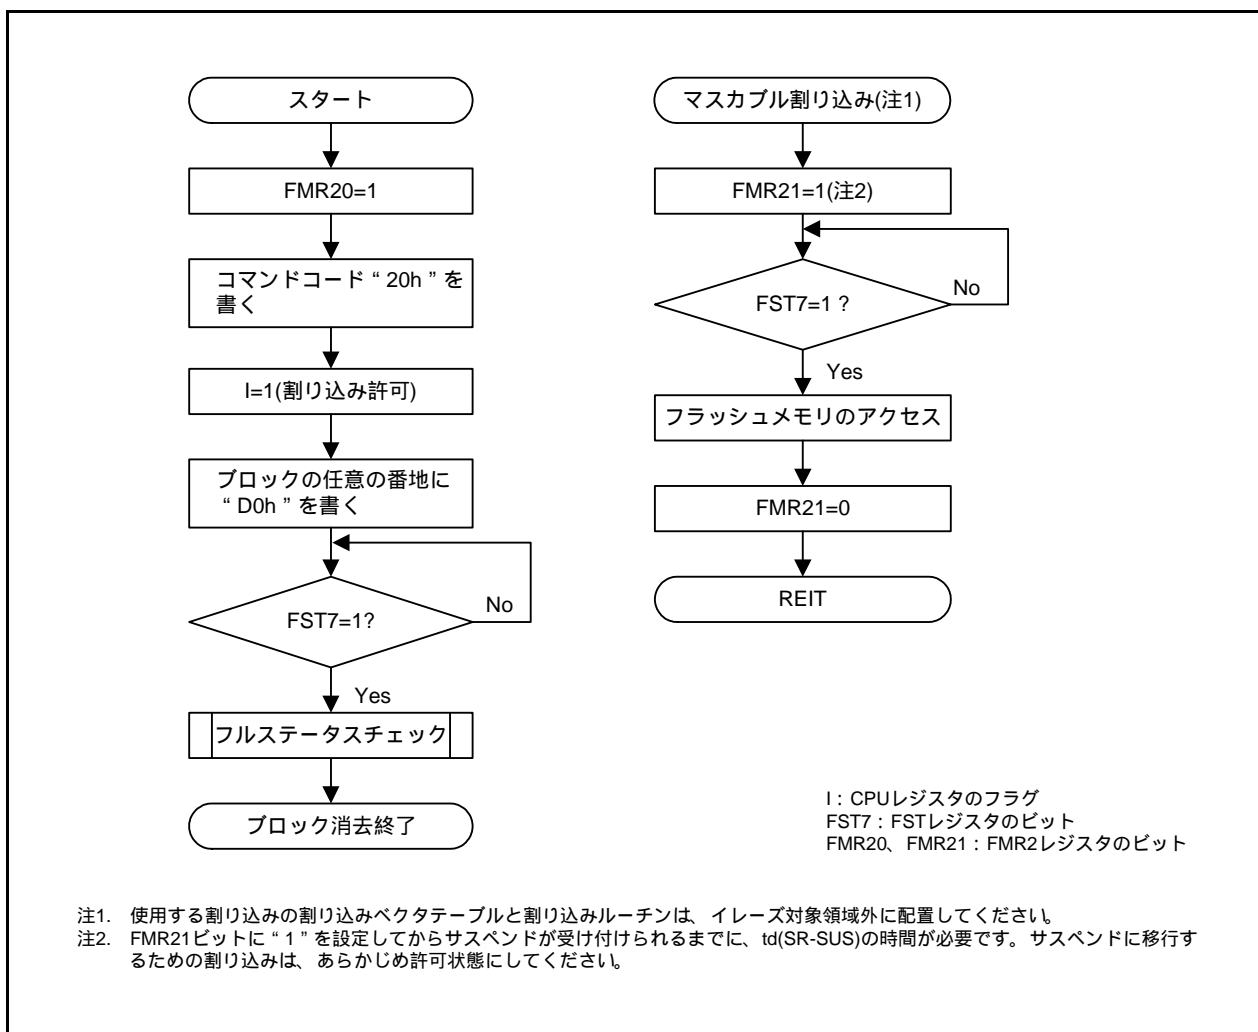 スタート
FMR20=1
コマンドコード“20h”を
書く
I=1(割り込み許可)
ブロックの任意の番地に
“D0h”を書く
FST7=1?
No
Yes
フルステータスチェック
ブロック消去終了
マスカブル割り込み(注1)
FMR21=1(注2)
FST7=1 ?
No
Yes
フラッシュメモリのアクセス
FMR21=0
REIT
I : CPUレジスタのフラグ
FST7 : FSTレジスタのビット
FMR20、FMR21 : FMR2レジスタのビット
注1. 使用する割り込みの割り込みベクタテーブルと割り込みルーチンは、イレーズ対象領域外に配置してください。
注2. FMR21ビットに“1”を設定してからサスペンドが受け付けられるまでに、td(SR-SUS)の時間が必要です。サスペンドに移行す
るための割り込みは、あらかじめ許可状態にしてください。